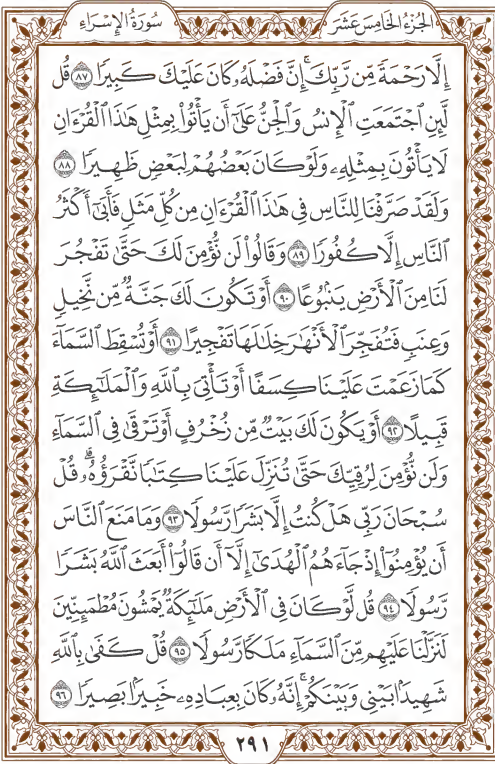 الجزء الخامس عشر
سورة الإسراء
إِلَّا رَحْمَةً مِّن رَّبِّكَ ۚ إِنَّ فَضْلَهُۥ كَانَ عَلَيْكَ كَبِيرًا ٨٧ قُل
لَّئِنِ ٱجْتَمَعَتِ ٱلْإِنسُ وَٱلْجِنُّ عَلَىٰٓ أَن يَأْتُوا۟ بِمِثْلِ هَـٰذَا ٱلْقُرْءَانِ
لَا يَأْتُونَ بِمِثْلِهِۦ وَلَوْ كَانَ بَعْضُهُمْ لِبَعْضٍ ظَهِيرًا ٨٨
وَلَقَدْ صَرَّفْنَا لِلنَّاسِ فِى هَـٰذَا ٱلْقُرْءَانِ مِن كُلِّ مَثَلٍ فَأَبَىٰٓ أَكْثَرُ
ٱلنَّاسِ إِلَّا كُفُورًا ٨٩ وَقَالُوا۟ لَن نُّؤْمِنَ لَكَ حَتَّىٰ تَفْجُرَ
لَنَا مِنَ ٱلْأَرْضِ يَنۢبُوعًا ٩٠ أَوْ تَكُونَ لَكَ جَنَّةٌ مِّن نَّخِيلٍ
وَعِنَبٍ فَتُفَجِّرَ ٱلْأَنْهَـٰرَ خِلَـٰلَهَا تَفْجِيرًا ٩١ أَوْ تُسْقِطَ ٱلسَّمَآءَ
كَمَا زَعَمْتَ عَلَيْنَا كِسَفًا أَوْ تَأْتِىَ بِٱللَّهِ وَٱلْمَلَـٰٓئِكَةِ
قَبِيلًا ٩٢ أَوْ يَكُونَ لَكَ بَيْتٌ مِّن زُخْرُفٍ أَوْ تَرْقَىٰ فِى ٱلسَّمَآءِ
وَلَن نُّؤْمِنَ لِرُقِيِّكَ حَتَّىٰ تُنَزِّلَ عَلَيْنَا كِتَـٰبًا نَّقْرَؤُهُۥ ۗ قُلْ
سُبْحَانَ رَبِّى هَلْ كُنتُ إِلَّا بَشَرًا رَّسُولًا ٩٣ وَمَا مَنَعَ ٱلنَّاسَ
أَن يُؤْمِنُوٓا۟ إِذْ جَآءَهُمُ ٱلْهُدَىٰٓ إِلَّآ أَن قَالُوٓا۟ أَبَعَثَ ٱللَّهُ بَشَرًا
رَّسُولًا ٩٤ قُل لَّوْ كَانَ فِى ٱلْأَرْضِ مَلَـٰٓئِكَةٌ يَمْشُونَ مُطْمَئِنِّينَ
لَنَزَّلْنَا عَلَيْهِم مِّنَ ٱلسَّمَآءِ مَلَكًا رَّسُولًا ٩٥ قُلْ كَفَىٰ بِٱللَّهِ
شَهِيدًۢا بَيْنِى وَبَيْنَكُمْ ۚ إِنَّهُۥ كَانَ بِعِبَادِهِۦ خَبِيرًۢا بَصِيرًا ٩٦
٢٩١